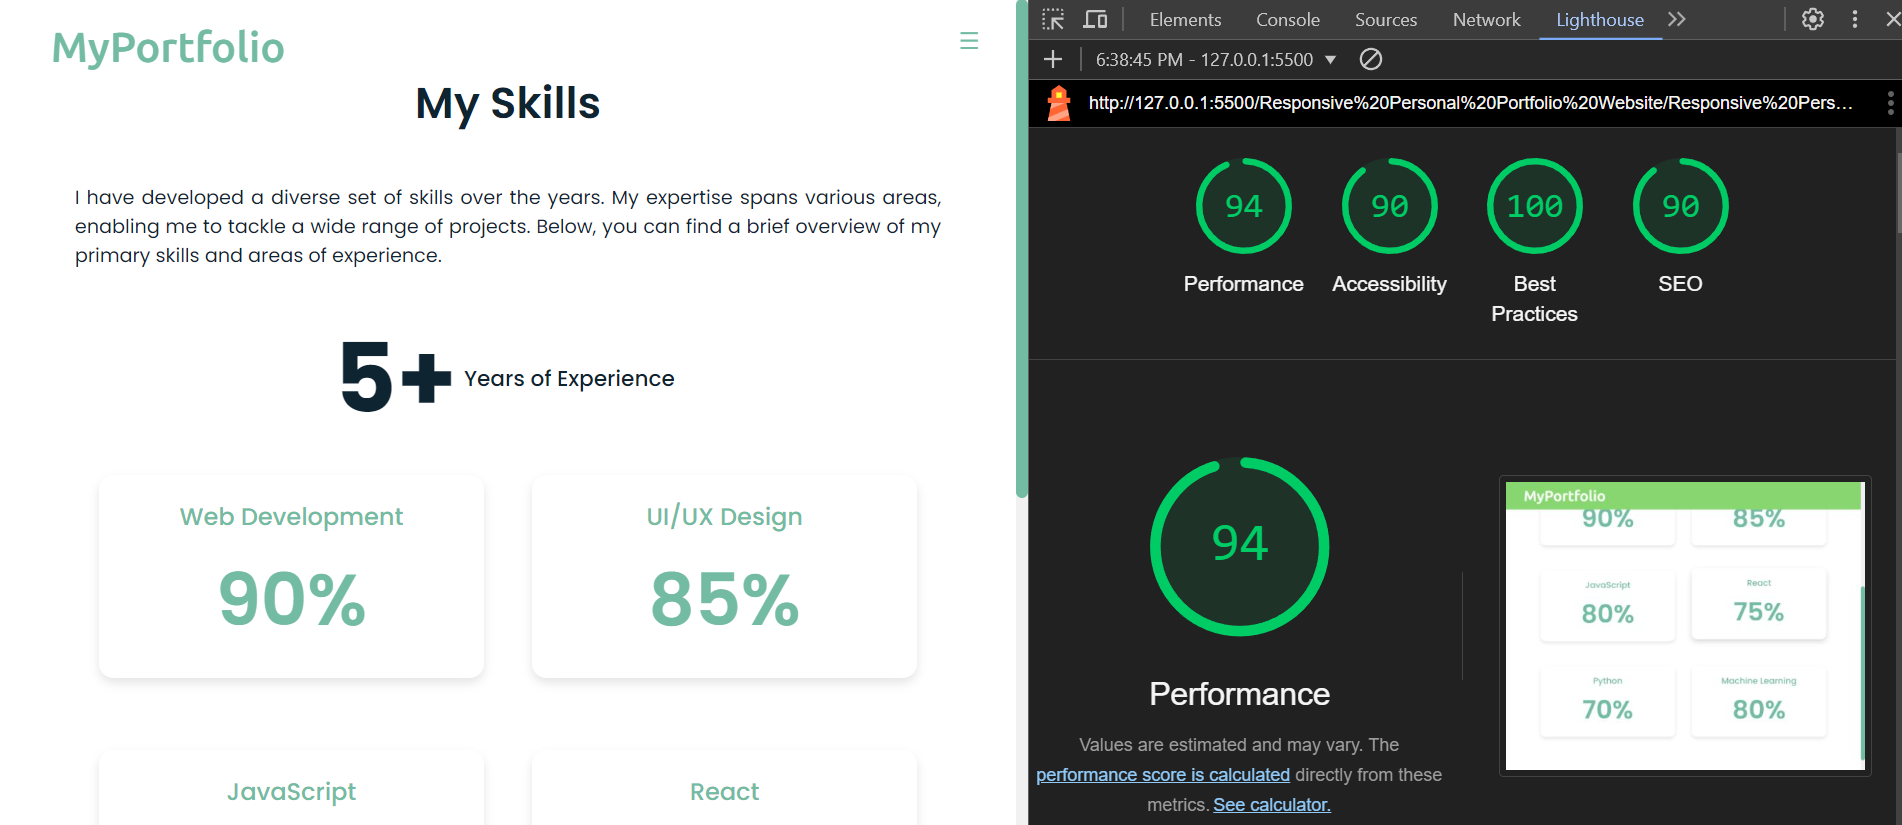 MyPortfolio
My Skills
I have developed a diverse set of skills over the years. My expertise spans various areas,
enabling me to tackle a wide range of projects. Below, you can find a brief overview of my
primary skills and areas of experience.
5+ Years of Experience
Web Development
90%
UI/UX Design
85%
JavaScript
React
Elements Console Sources Network Lighthouse
6:38:45 PM - 127.0.0.1:5500
http://127.0.0.1:5500/Responsive%20Personal%20Portfolio%20Website/Responsive%20Pers…
94 90 100 90
Performance Accessibility Best SEO
Practices
94
Performance
Values are estimated and may vary. The
performance score is calculated directly from these
metrics. See calculator.
MyPortfolio
90% 85%
JavaScript React
80% 75%
Python Machine Learning
70% 80%